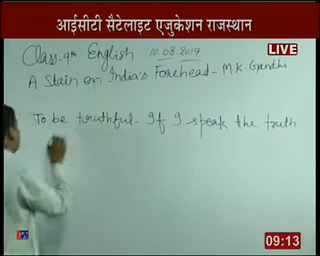 आईसीटी सैटेलाइट एजुकेशन राजस्थान
LIVE
Class-9th English 10.08.2019
A Stain on India's Forehead - M.K. Gandhi
To be truthful - If I speak the truth
09:13